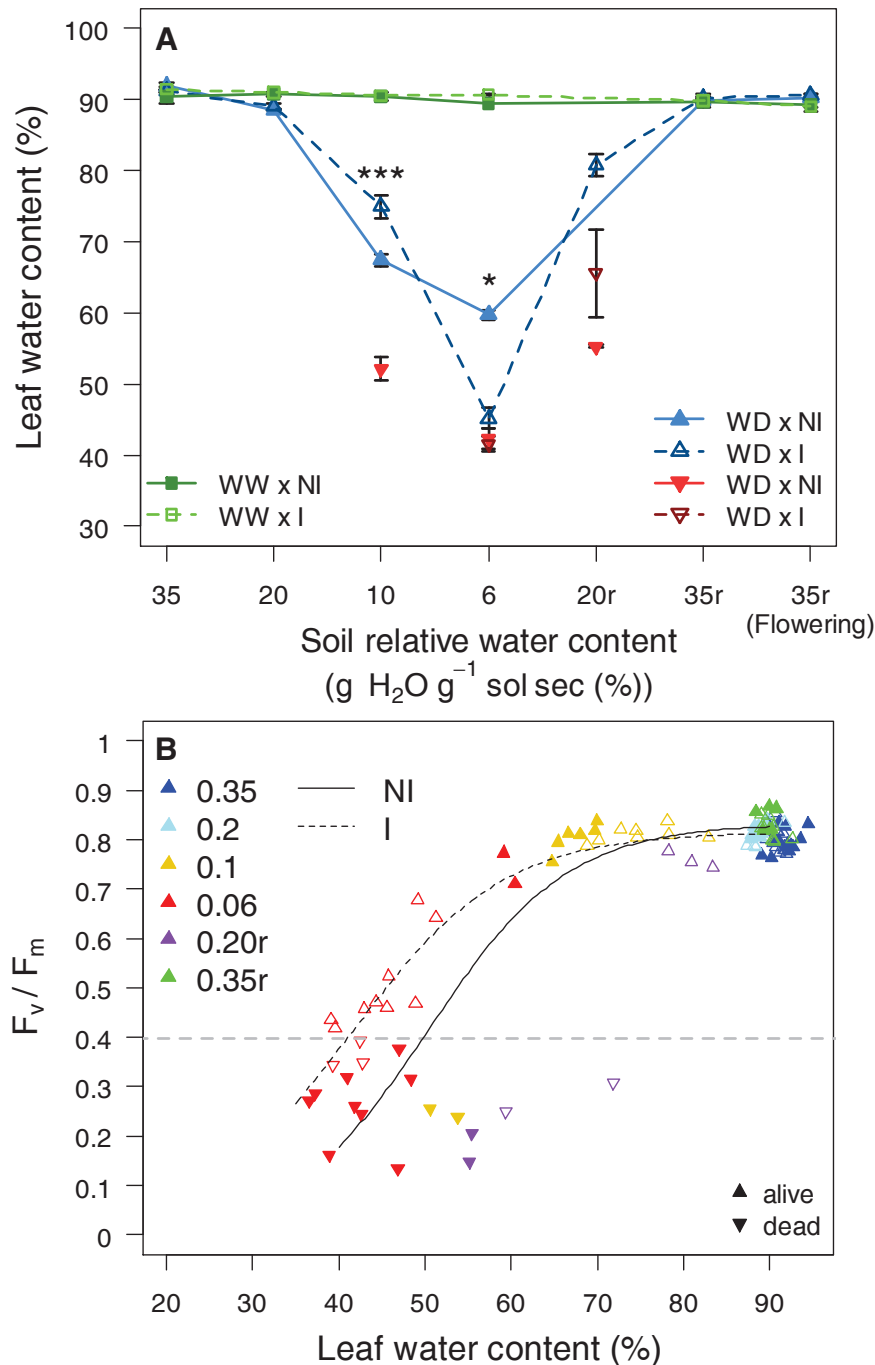 A
100
90
80
70
60
50
40
30
Leaf water content (%)
***
*
WW x NI
WW x I
WD x NI
WD x I
WD x NI
WD x I
35 20 10 6 20r 35r 35r
(Flowering)
Soil relative water content
(g H₂O g⁻¹ sol sec (%))
B
1
0.9
0.8
0.7
0.6
0.5
0.4
0.3
0.2
0.1
0
Fᵥ / Fₘ
0.35
0.2
0.1
0.06
0.20r
0.35r
NI
I
alive
dead
20 30 40 50 60 70 80 90
Leaf water content (%)